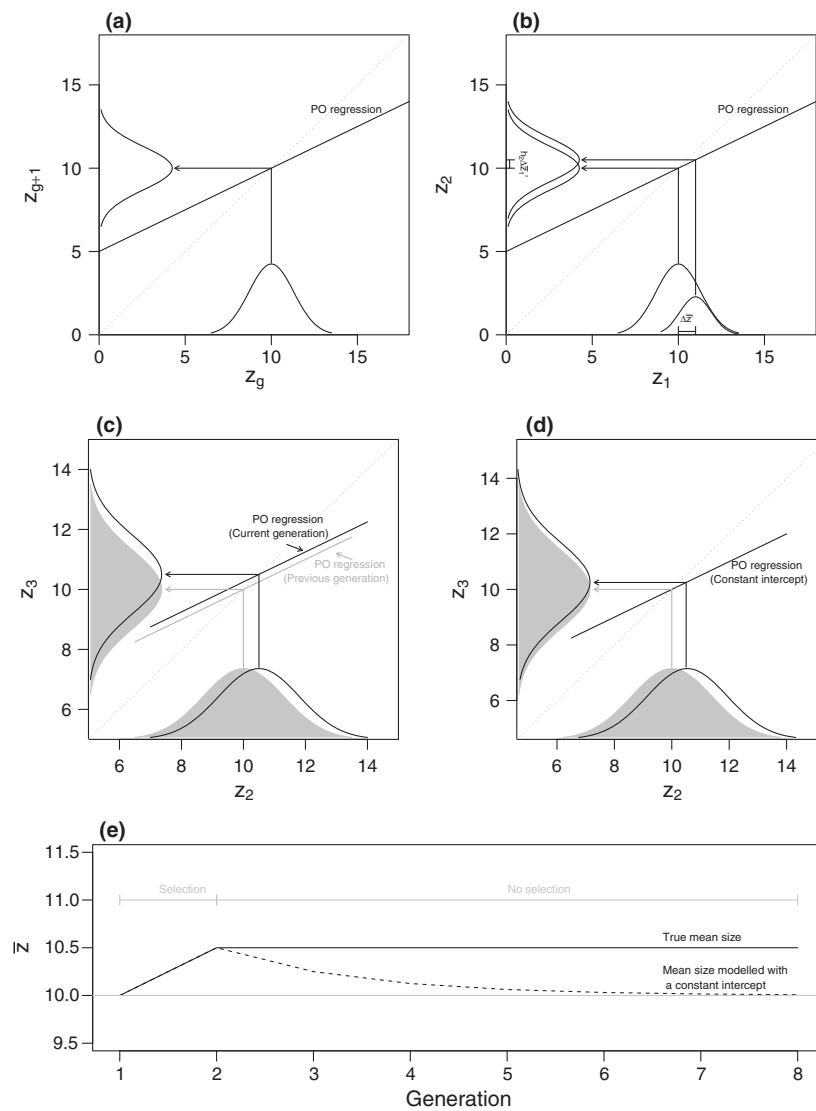 (a)
15
10
5
0
z_{g+1}
PO regression
0 5 10 15
z_g
(b)
15
10
5
0
z_2
PO regression
Δz̄
0 5 10 15
z_1
(c)
14
12
10
8
6
z_3
PO regression
(Current generation)
PO regression
(Previous generation)
6 8 10 12 14
z_2
(d)
14
12
10
8
6
z_3
PO regression
(Constant intercept)
6 8 10 12 14
z_2
(e)
11.5
11.0
10.5
10.0
9.5
z̄
Selection
No selection
True mean size
Mean size modelled with
a constant intercept
1 2 3 4 5 6 7 8
Generation